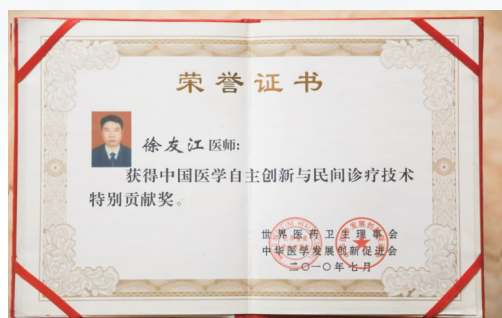 荣誉证书
徐友江医师:
获得中国医学自主创新与民间诊疗技术
特别贡献奖。
世界医药卫生理事会
中华医学发展创新促进会
二〇一〇年七月